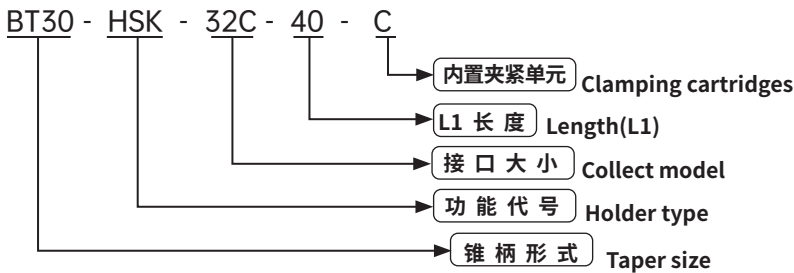 BT30 - HSK - 32C - 40 - C
内置夹紧单元 Clamping cartridges
L1 长 度 Length(L1)
接 口 大 小 Collect model
功 能 代 号 Holder type
锥 柄 形 式 Taper size